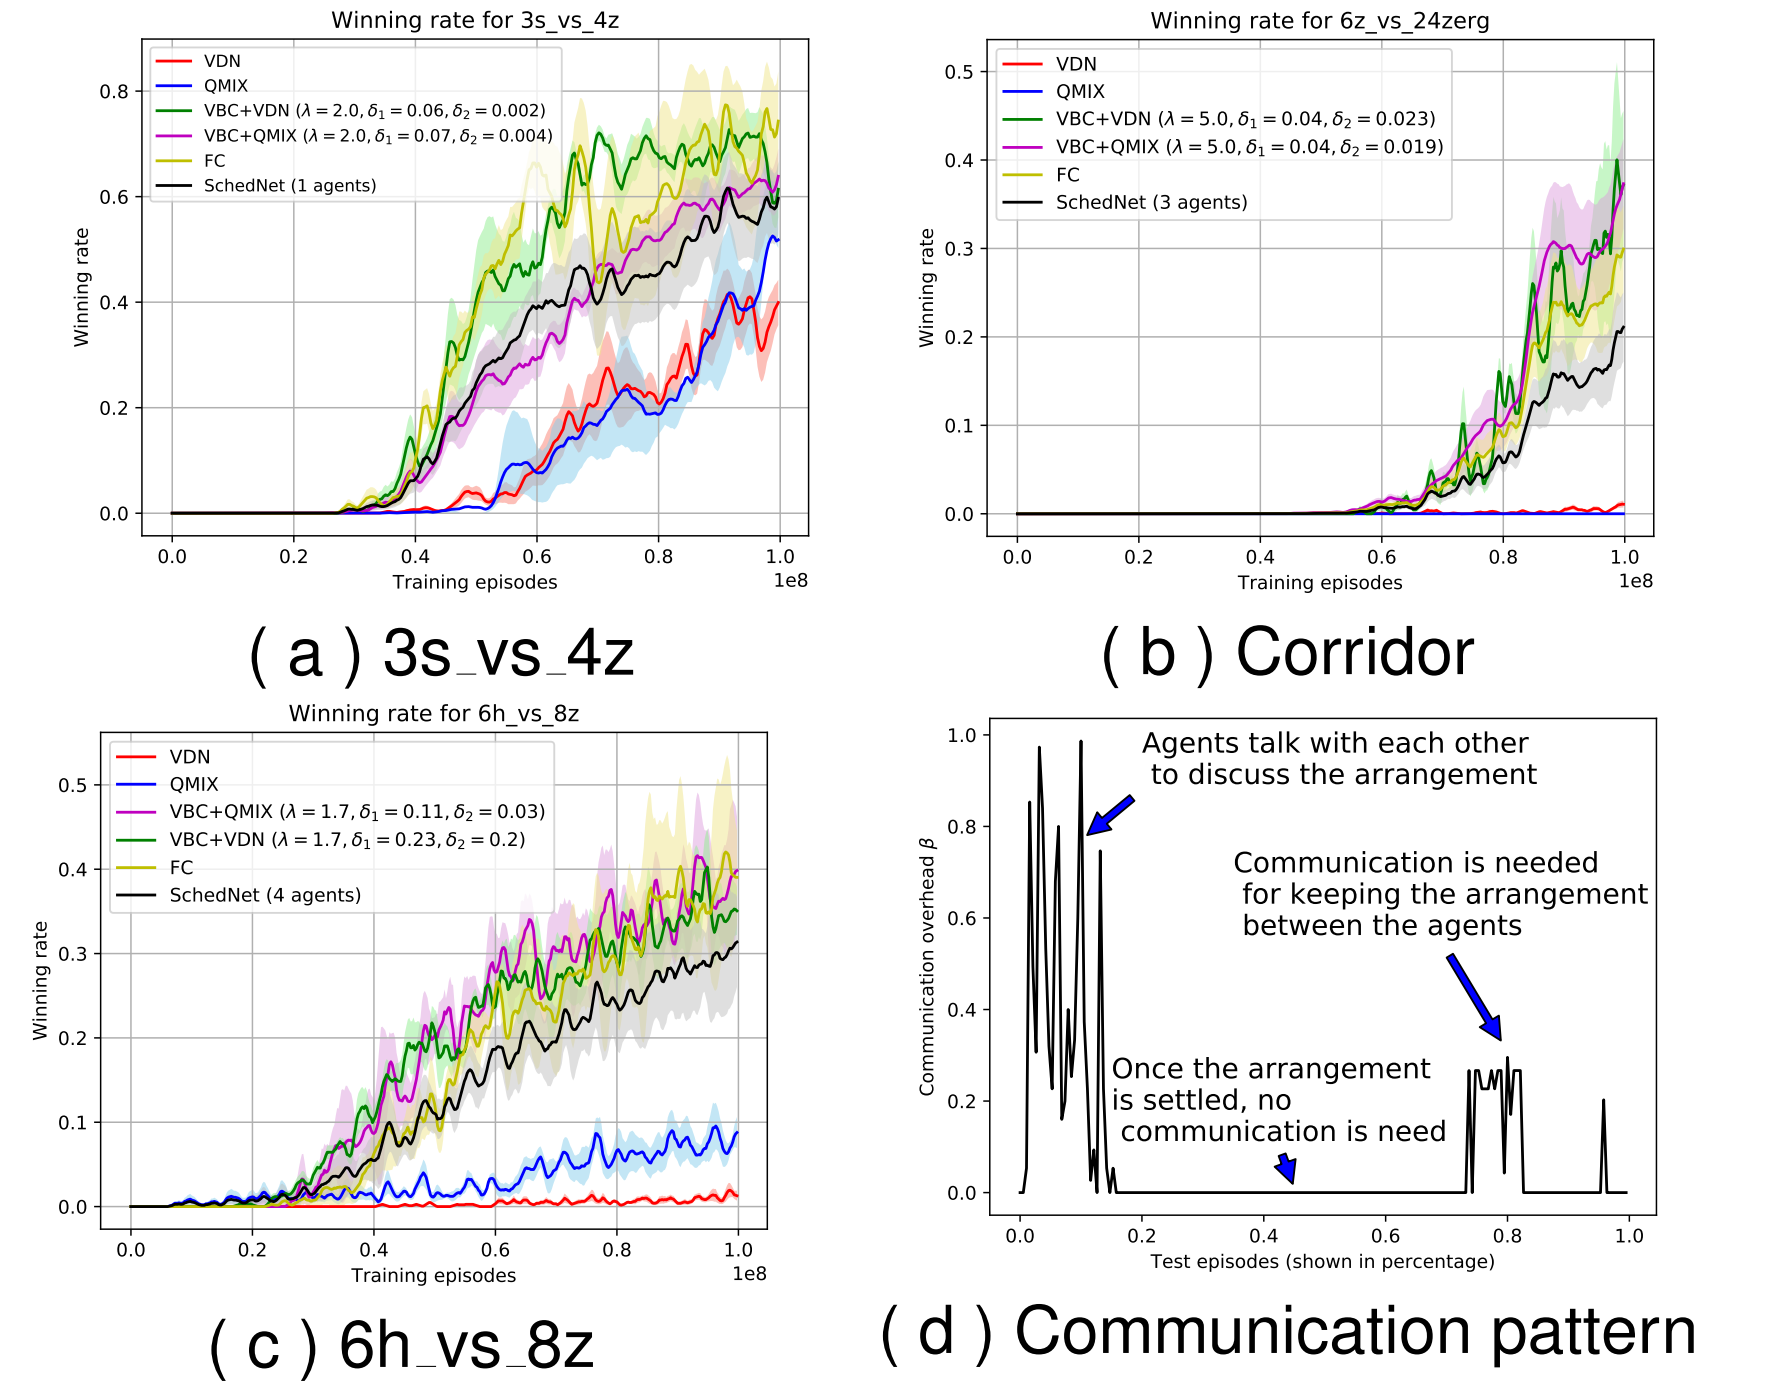 Winning rate for 3s_vs_4z
VDN
QMIX
VBC+VDN (λ = 2.0, δ₁ = 0.06, δ₂ = 0.002)
VBC+QMIX (λ = 2.0, δ₁ = 0.07, δ₂ = 0.004)
FC
SchedNet (1 agents)
Winning rate
0.8
0.6
0.4
0.2
0.0
0.0 0.2 0.4 0.6 0.8 1.0
Training episodes
1e8
( a ) 3s_vs_4z
Winning rate for 6z_vs_24zerg
VDN
QMIX
VBC+VDN (λ = 5.0, δ₁ = 0.04, δ₂ = 0.023)
VBC+QMIX (λ = 5.0, δ₁ = 0.04, δ₂ = 0.019)
FC
SchedNet (3 agents)
Winning rate
0.5
0.4
0.3
0.2
0.1
0.0
0.0 0.2 0.4 0.6 0.8 1.0
Training episodes
1e8
( b ) Corridor
Winning rate for 6h_vs_8z
VDN
QMIX
VBC+QMIX (λ = 1.7, δ₁ = 0.11, δ₂ = 0.03)
VBC+VDN (λ = 1.7, δ₁ = 0.23, δ₂ = 0.2)
FC
SchedNet (4 agents)
Winning rate
0.5
0.4
0.3
0.2
0.1
0.0
0.0 0.2 0.4 0.6 0.8 1.0
Training episodes
1e8
( c ) 6h_vs_8z
Agents talk with each other
to discuss the arrangement
Communication is needed
for keeping the arrangement
between the agents
Once the arrangement
is settled, no
communication is need
Communication overhead β
1.0
0.8
0.6
0.4
0.2
0.0
0.0 0.2 0.4 0.6 0.8 1.0
Test episodes (shown in percentage)
( d ) Communication pattern